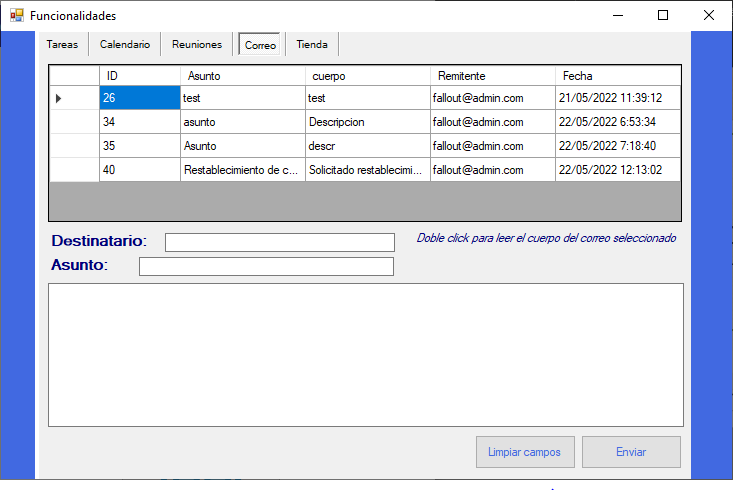 Funcionalidades
Tareas Calendario Reuniones Correo Tienda
ID Asunto cuerpo Remitente Fecha
26 test test fallout@admin.com 21/05/2022 11:39:12
34 asunto Descripcion fallout@admin.com 22/05/2022 6:53:34
35 Asunto descr fallout@admin.com 22/05/2022 7:18:40
40 Restablecimiento de c... Solicitado restablecimi... fallout@admin.com 22/05/2022 12:13:02
Destinatario: Doble click para leer el cuerpo del correo seleccionado
Asunto:
Limpiar campos Enviar